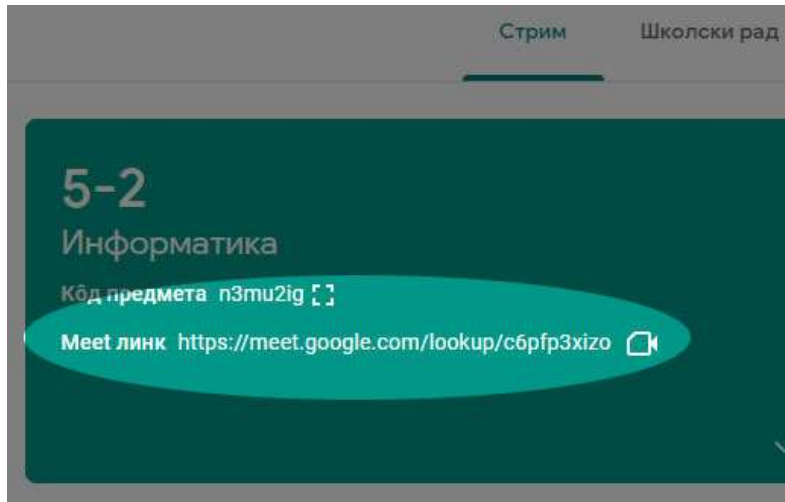 Стрим Школски рад
5-2
Информатика
Кôд предмета n3mu2ig
Meet линк https://meet.google.com/lookup/c6pfp3xizo